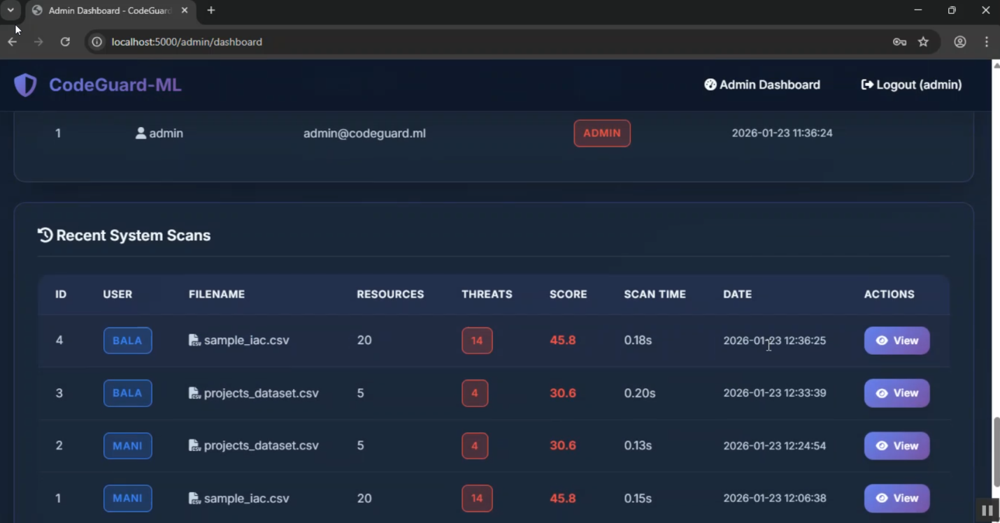 Admin Dashboard - CodeGuar
localhost:5000/admin/dashboard
CodeGuard-ML
Admin Dashboard
Logout (admin)
1 admin admin@codeguard.ml ADMIN 2026-01-23 11:36:24
Recent System Scans
ID USER FILENAME RESOURCES THREATS SCORE SCAN TIME DATE ACTIONS
4 BALA sample_iac.csv 20 14 45.8 0.18s 2026-01-23 12:36:25 View
3 BALA projects_dataset.csv 5 4 30.6 0.20s 2026-01-23 12:33:39 View
2 MANI projects_dataset.csv 5 4 30.6 0.13s 2026-01-23 12:24:54 View
1 MANI sample_iac.csv 20 14 45.8 0.15s 2026-01-23 12:06:38 View